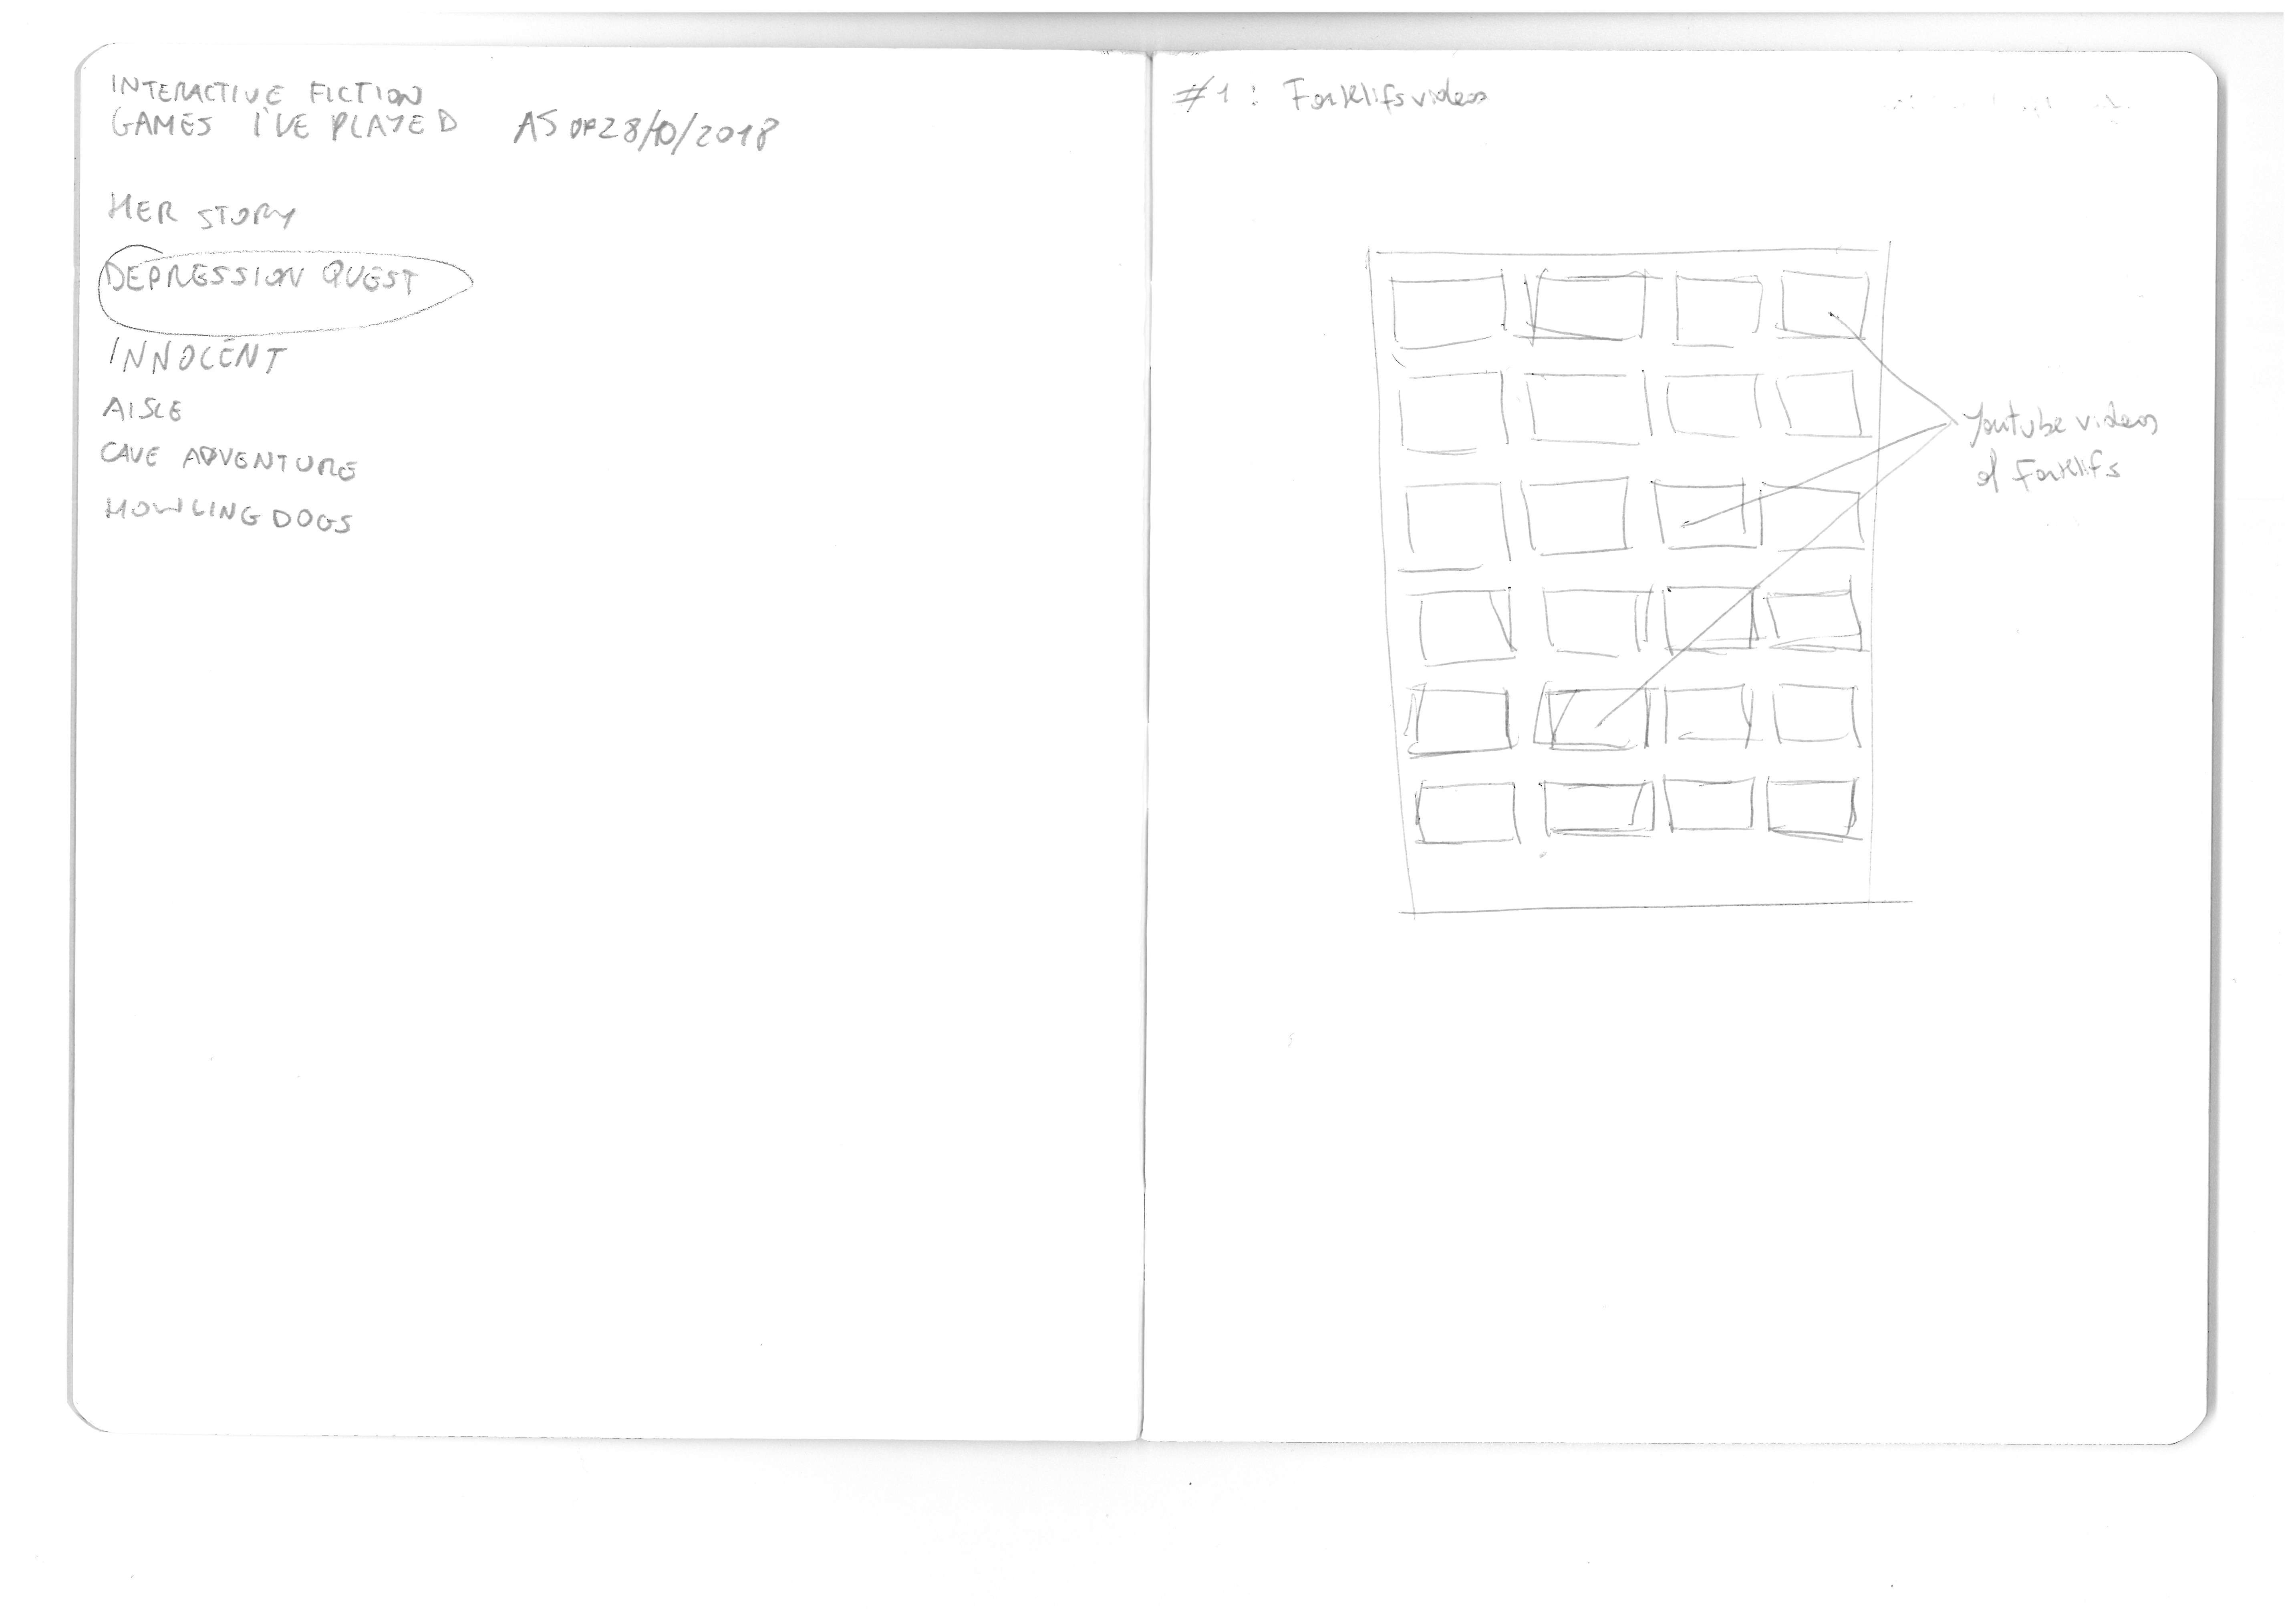 INTERACTIVE FICTION
GAMES I'VE PLAYED AS OF 28/10/2018
HER STORY
DEPRESSION QUEST
INNOCENT
AISLE
CAVE ADVENTURE
HOWLING DOGS
#1: Forklifs videos
Youtube videos
of Forklifs